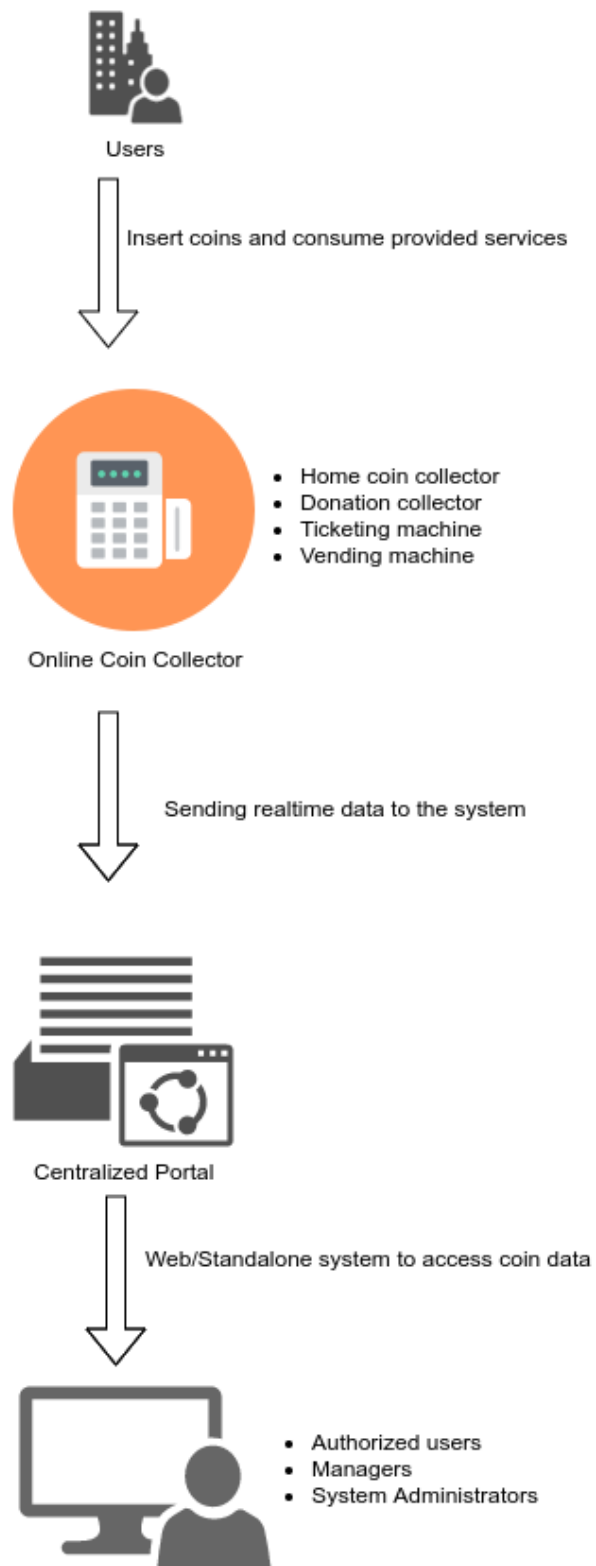 Users
Insert coins and consume provided services
Home coin collector
Donation collector
Ticketing machine
Vending machine
Online Coin Collector
Sending realtime data to the system
Centralized Portal
Web/Standalone system to access coin data
Authorized users
Managers
System Administrators